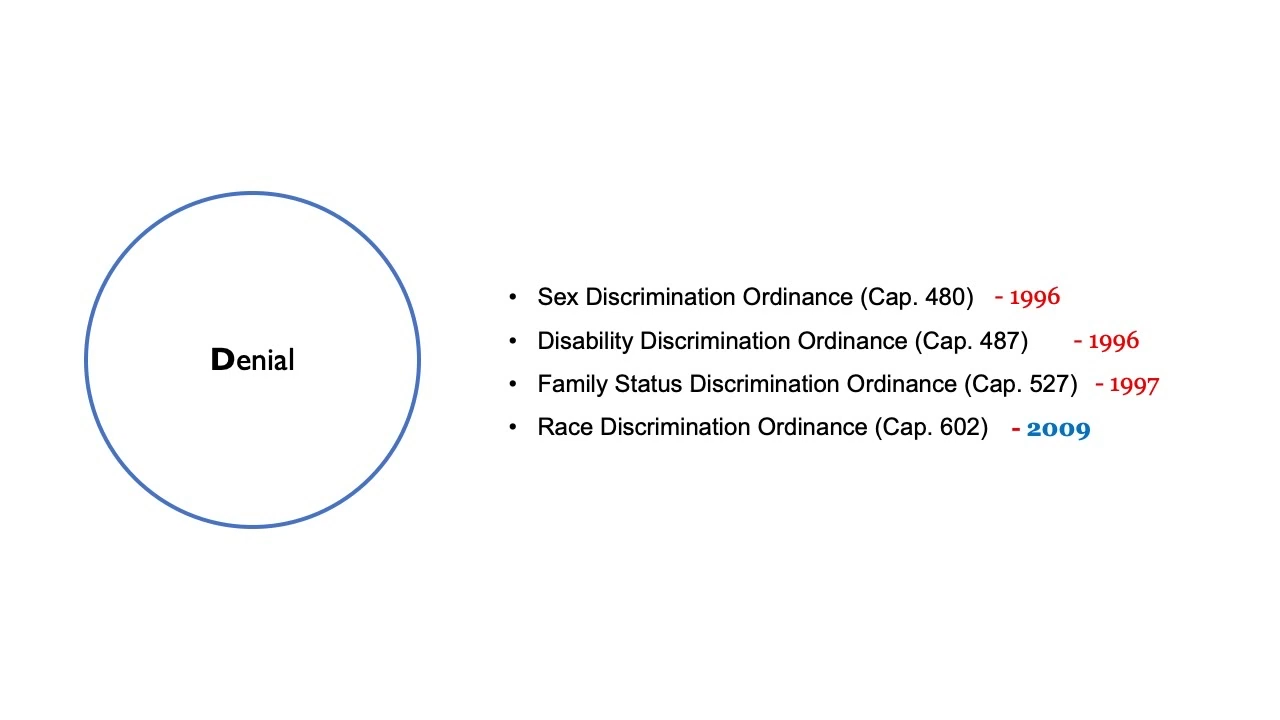 Denial
• Sex Discrimination Ordinance (Cap. 480) - 1996
• Disability Discrimination Ordinance (Cap. 487) - 1996
• Family Status Discrimination Ordinance (Cap. 527) - 1997
• Race Discrimination Ordinance (Cap. 602) - 2009